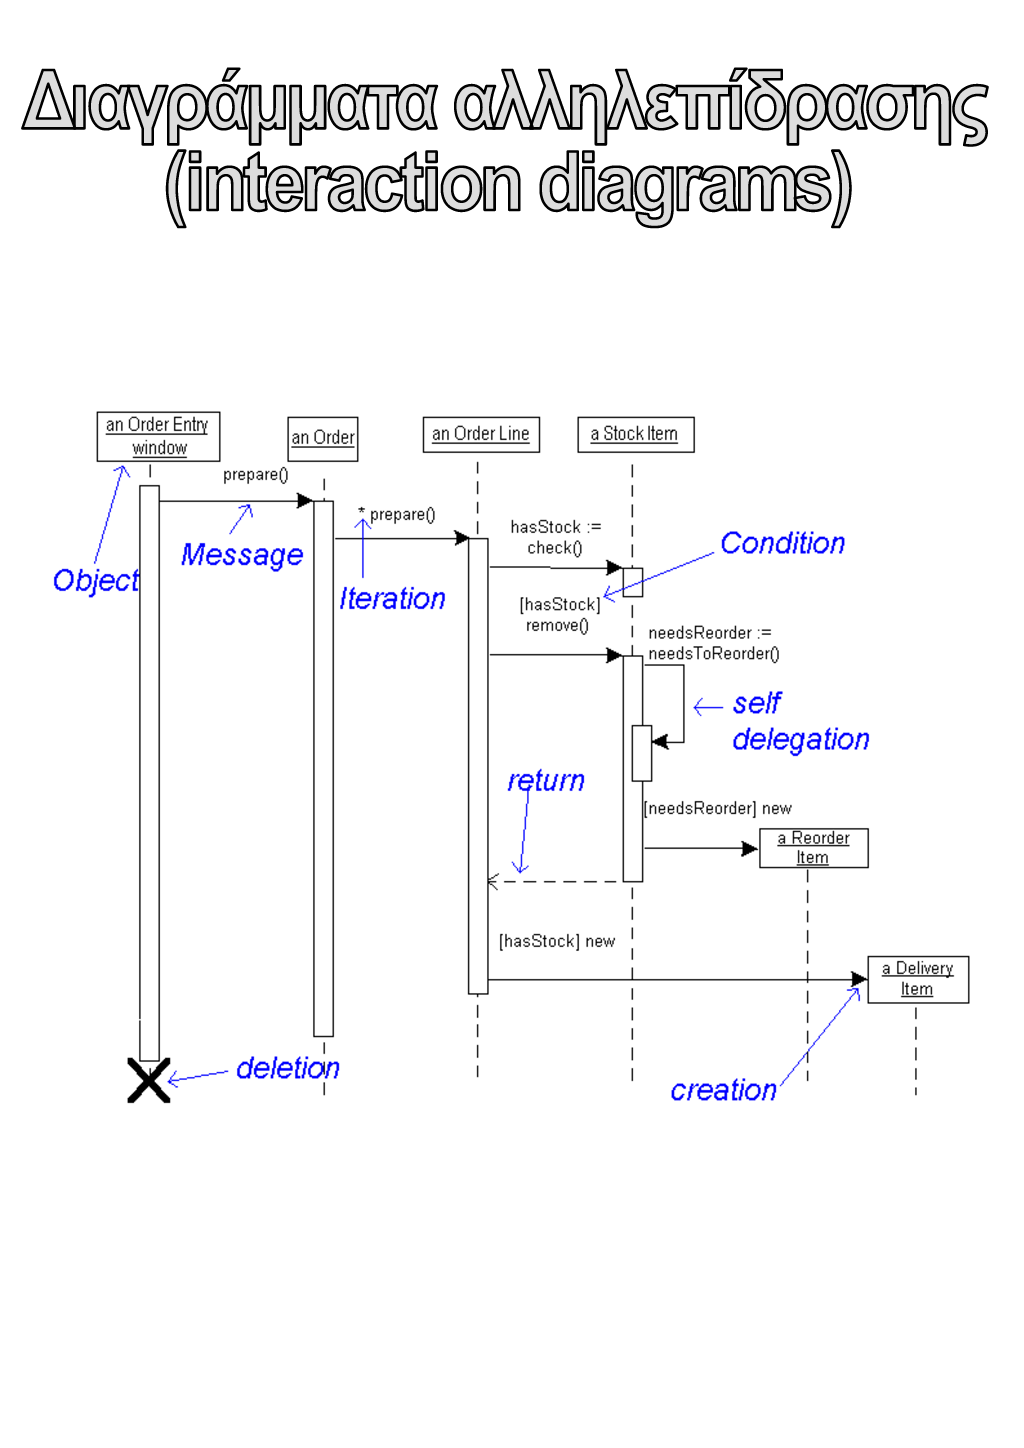 Διαγράμματα αλληλεπίδρασης
(interaction diagrams)
an Order Entry
window
an Order
an Order Line
a Stock Item
prepare()
* prepare()
hasStock :=
check()
Condition
Message
Object
Iteration
[hasStock]
remove()
needsReorder :=
needsToReorder()
self
delegation
return
[needsReorder] new
a Reorder
Item
[hasStock] new
a Delivery
Item
deletion
creation